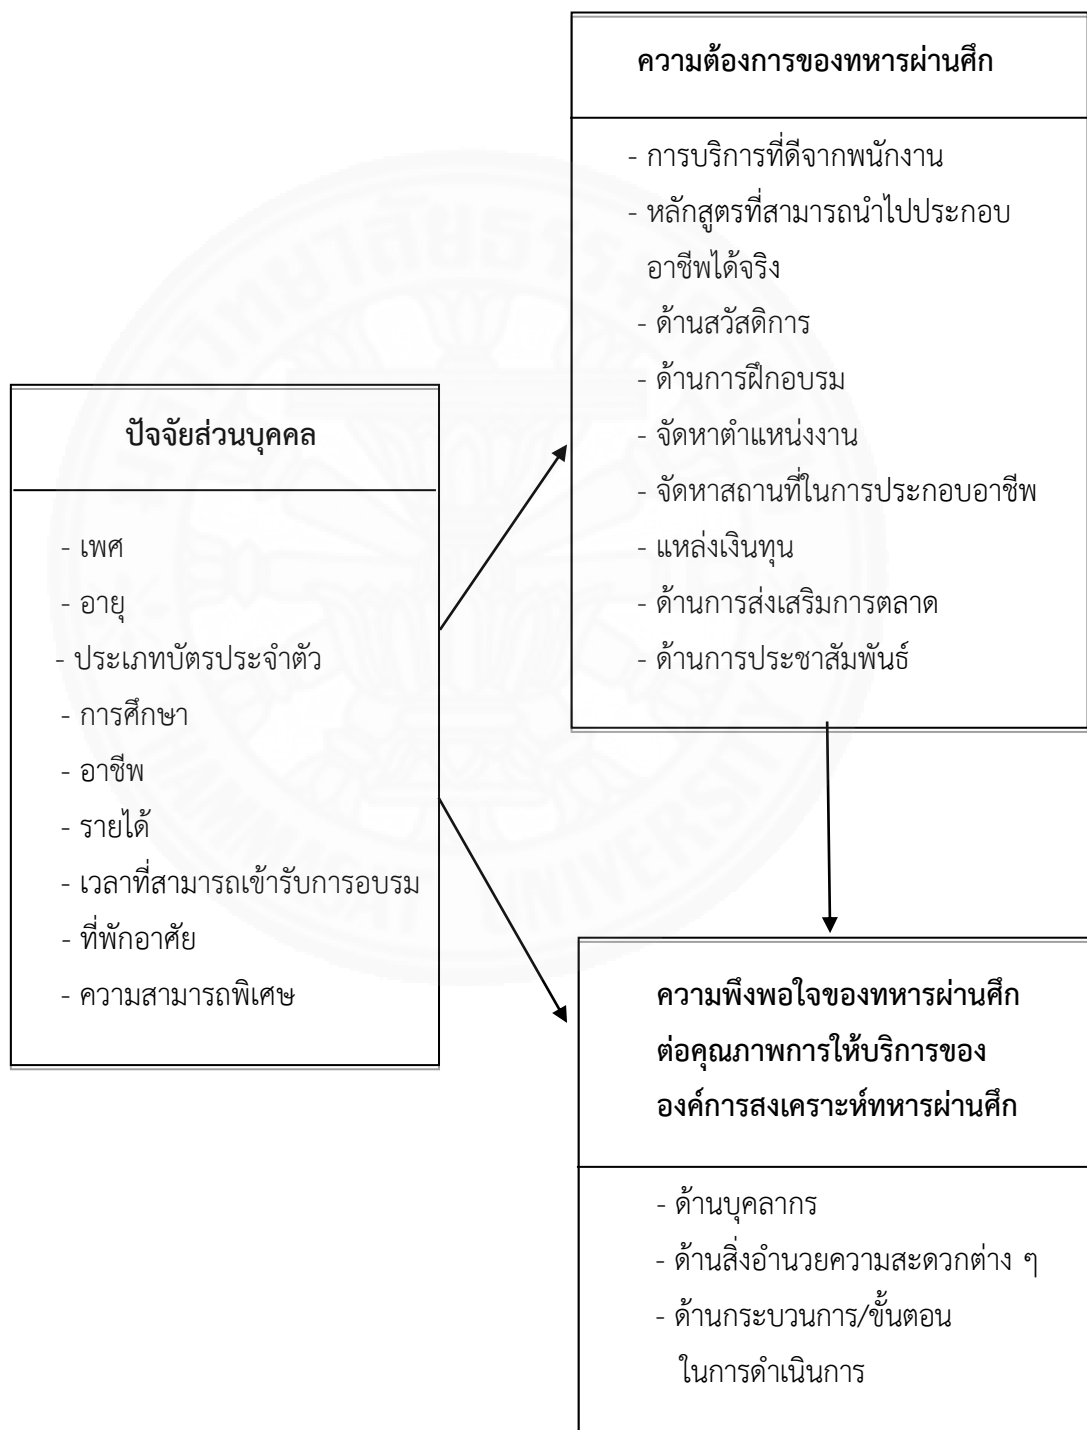 ความต้องการของทหารผ่านศึก
- การบริการที่ดีจากพนักงาน
- หลักสูตรที่สามารถนำไปประกอบ
อาชีพได้จริง
- ด้านสวัสดิการ
- ด้านการฝึกอบรม
- จัดหาตำแหน่งงาน
- จัดหาสถานที่ในการประกอบอาชีพ
- แหล่งเงินทุน
- ด้านการส่งเสริมการตลาด
- ด้านการประชาสัมพันธ์
ปัจจัยส่วนบุคคล
- เพศ
- อายุ
- ประเภทบัตรประจำตัว
- การศึกษา
- อาชีพ
- รายได้
- เวลาที่สามารถเข้ารับการอบรม
- ที่พักอาศัย
- ความสามารถพิเศษ
ความพึงพอใจของทหารผ่านศึก
ต่อคุณภาพการให้บริการของ
องค์การสงเคราะห์ทหารผ่านศึก
- ด้านบุคลากร
- ด้านสิ่งอำนวยความสะดวกต่าง ๆ
- ด้านกระบวนการ/ขั้นตอน
ในการดำเนินการ
THAMMASAT UNIVERSITY